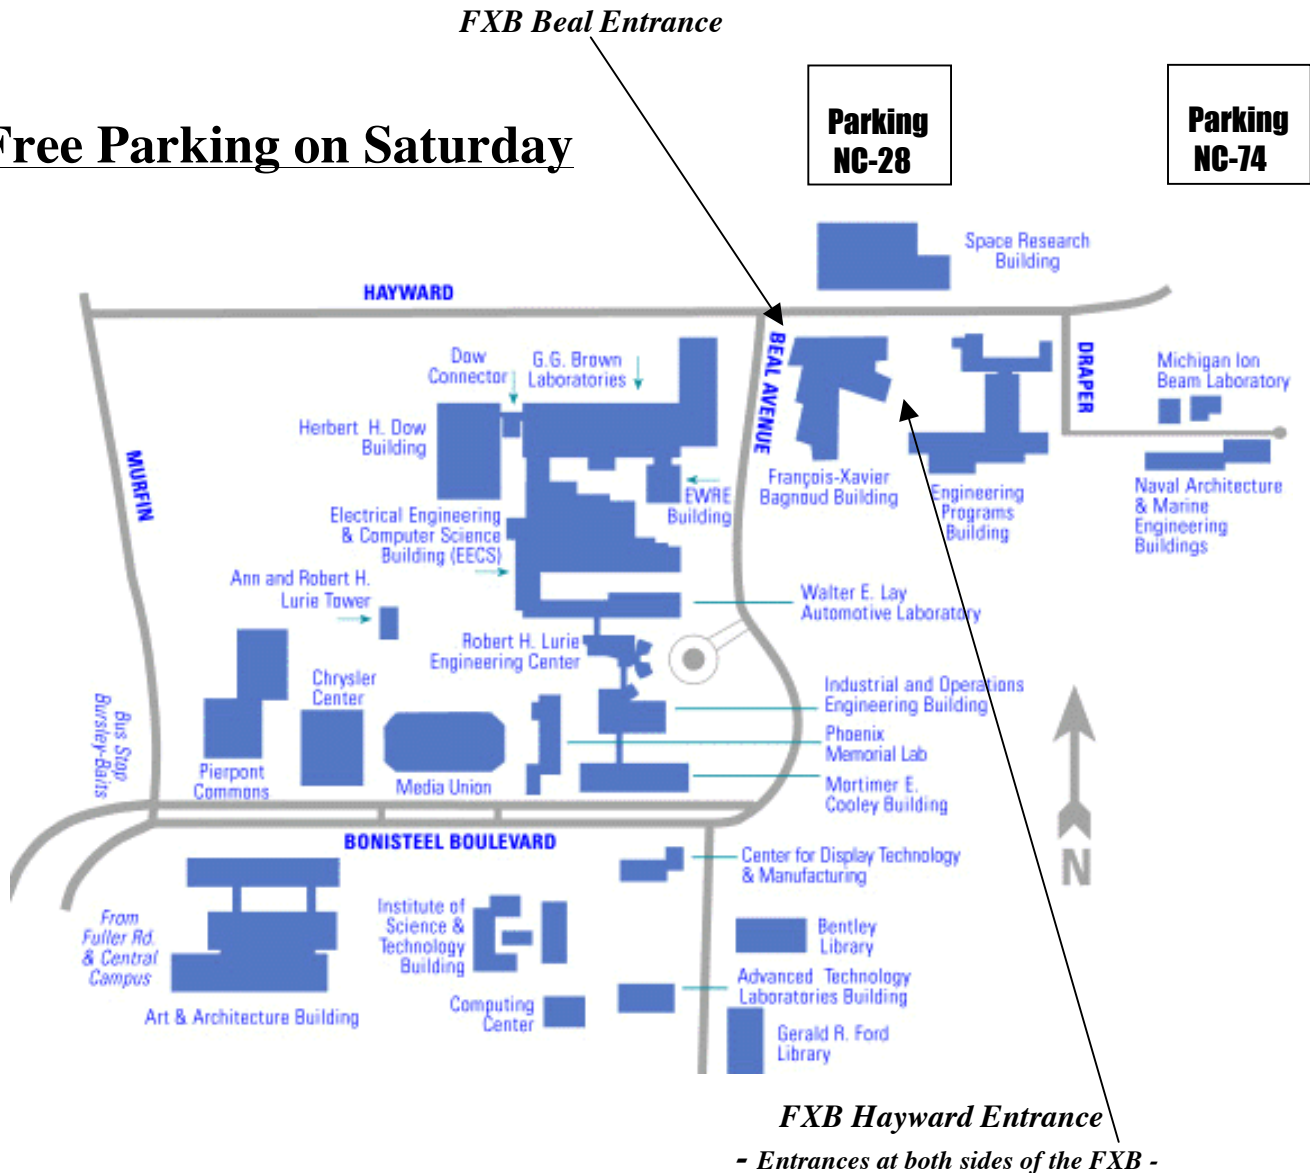 FXB Beal Entrance
Parking
NC-28
Parking
NC-74
Free Parking on Saturday
Space Research
Building
HAYWARD
BEAL AVENUE
DRAPER
Dow
Connector
G.G. Brown
Laboratories
Michigan Ion
Beam Laboratory
Herbert H. Dow
Building
MURFIN
François-Xavier
Bagnoud Building
EWRE
Building
Engineering
Programs
Building
Naval Architecture
& Marine
Engineering
Buildings
Electrical Engineering
& Computer Science
Building (EECS)
Ann and Robert H.
Lurie Tower
Walter E. Lay
Automotive Laboratory
Robert H. Lurie
Engineering Center
Chrysler
Center
Industrial and Operations
Engineering Building
Bus Stop
Bursley-Baits
Phoenix
Memorial Lab
Pierpont
Commons
Media Union
Mortimer E.
Cooley Building
BONISTEEL BOULEVARD
N
Center for Display Technology
& Manufacturing
From
Fuller Rd.
& Central
Campus
Institute of
Science &
Technology
Building
Bentley
Library
Advanced Technology
Laboratories Building
Computing
Center
Art & Architecture Building
Gerald R. Ford
Library
FXB Hayward Entrance
- Entrances at both sides of the FXB -